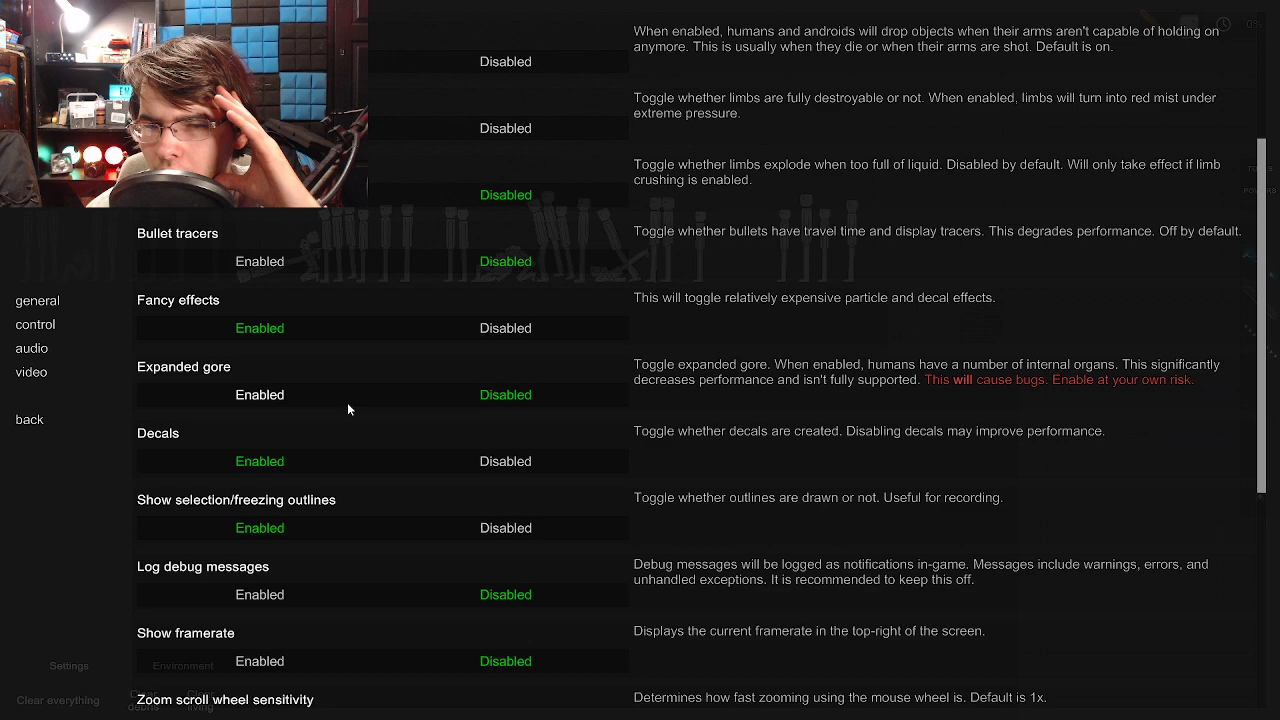 When enabled, humans and androids will drop objects when their arms aren't capable of holding on
anymore. This is usually when they die or when their arms are shot. Default is on.
Disabled
Toggle whether limbs are fully destroyable or not. When enabled, limbs will turn into red mist under
extreme pressure.
Disabled
Toggle whether limbs explode when too full of liquid. Disabled by default. Will only take effect if limb
crushing is enabled.
Disabled
Bullet tracers
Toggle whether bullets have travel time and display tracers. This degrades performance. Off by default.
Enabled Disabled
general
control
audio
video
back
Fancy effects
This will toggle relatively expensive particle and decal effects.
Enabled Disabled
Expanded gore
Toggle expanded gore. When enabled, humans have a number of internal organs. This significantly
decreases performance and isn't fully supported. This will cause bugs. Enable at your own risk.
Enabled Disabled
Decals
Toggle whether decals are created. Disabling decals may improve performance.
Enabled Disabled
Show selection/freezing outlines
Toggle whether outlines are drawn or not. Useful for recording.
Enabled Disabled
Log debug messages
Debug messages will be logged as notifications in-game. Messages include warnings, errors, and
unhandled exceptions. It is recommended to keep this off.
Enabled Disabled
Show framerate
Displays the current framerate in the top-right of the screen.
Enabled Disabled
Settings Environment
Zoom scroll wheel sensitivity
Determines how fast zooming using the mouse wheel is. Default is 1x.
Clear everything